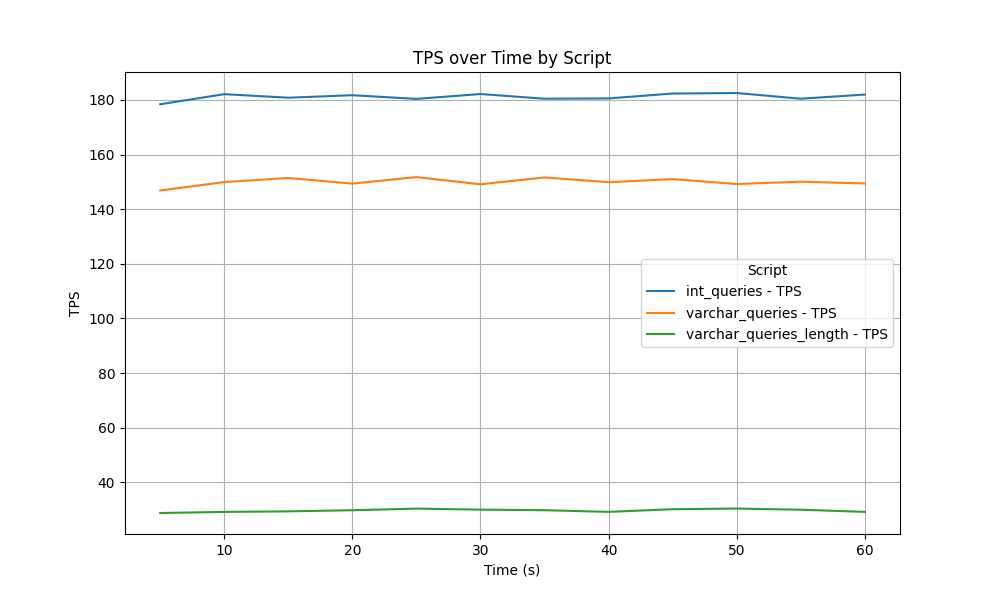 TPS over Time by Script
180
160
140
120
100
80
60
40
TPS
Script
int_queries - TPS
varchar_queries - TPS
varchar_queries_length - TPS
10 20 30 40 50 60
Time (s)